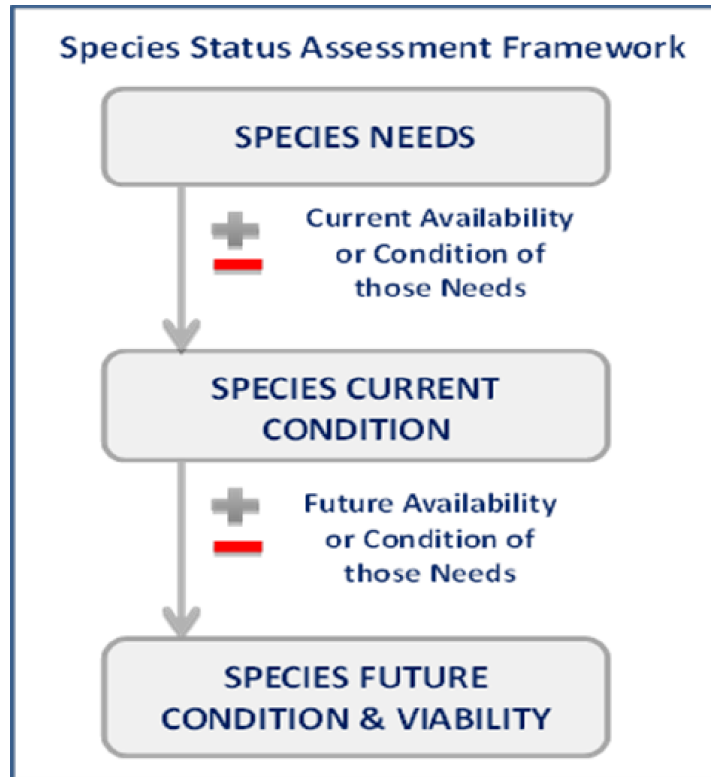 Species Status Assessment Framework
SPECIES NEEDS
Current Availability
or Condition of
those Needs
SPECIES CURRENT
CONDITION
Future Availability
or Condition of
those Needs
SPECIES FUTURE
CONDITION & VIABILITY